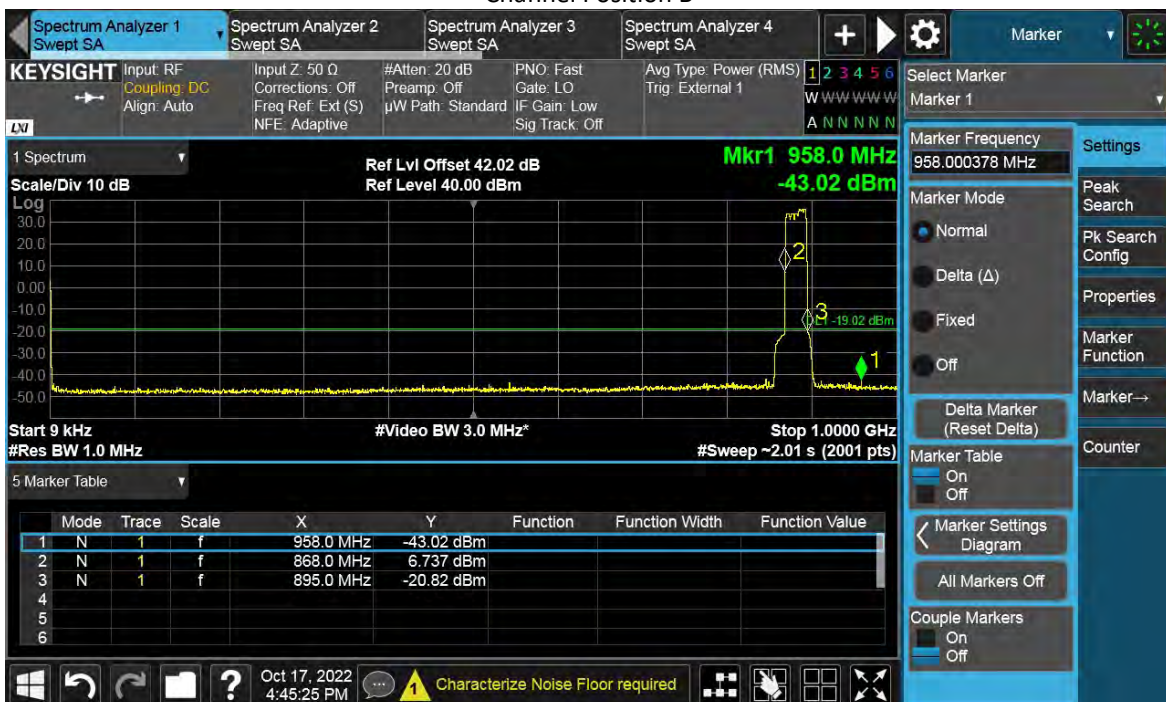 Spectrum Analyzer 1
Swept SA
Spectrum Analyzer 2
Swept SA
Spectrum Analyzer 3
Swept SA
Spectrum Analyzer 4
Swept SA
+
Marker
KEYSIGHT
LXI
Input: RF
Coupling: DC
Align: Auto
Input Z: 50 Ω
Corrections: Off
Freq Ref: Ext (S)
NFE: Adaptive
#Atten: 20 dB
Preamp: Off
µW Path: Standard
PNO: Fast
Gate: LO
IF Gain: Low
Sig Track: Off
Avg Type: Power (RMS)
Trig: External 1
1 2 3 4 5 6
W W W W W W
A N N N N N
Select Marker
Marker 1
1 Spectrum
Scale/Div 10 dB
Ref Lvl Offset 42.02 dB
Ref Level 40.00 dBm
Mkr1 958.0 MHz
-43.02 dBm
Log
30.0
20.0
10.0
0.00
-10.0
-20.0
-30.0
-40.0
-50.0
2
3
-19.02 dBm
1
Start 9 kHz
#Res BW 1.0 MHz
#Video BW 3.0 MHz*
Stop 1.0000 GHz
#Sweep ~2.01 s (2001 pts)
5 Marker Table
Mode Trace Scale X Y Function Function Width Function Value
1 N 1 f 958.0 MHz -43.02 dBm
2 N 1 f 868.0 MHz 6.737 dBm
3 N 1 f 895.0 MHz -20.82 dBm
4
5
6
Marker Frequency
958.000378 MHz
Marker Mode
Normal
Delta (Δ)
Fixed
Off
Delta Marker
(Reset Delta)
Marker Table
On
Off
Marker Settings
Diagram
All Markers Off
Couple Markers
On
Off
Settings
Peak
Search
Pk Search
Config
Properties
Marker
Function
Marker→
Counter
?
Oct 17, 2022
4:45:25 PM
1
Characterize Noise Floor required